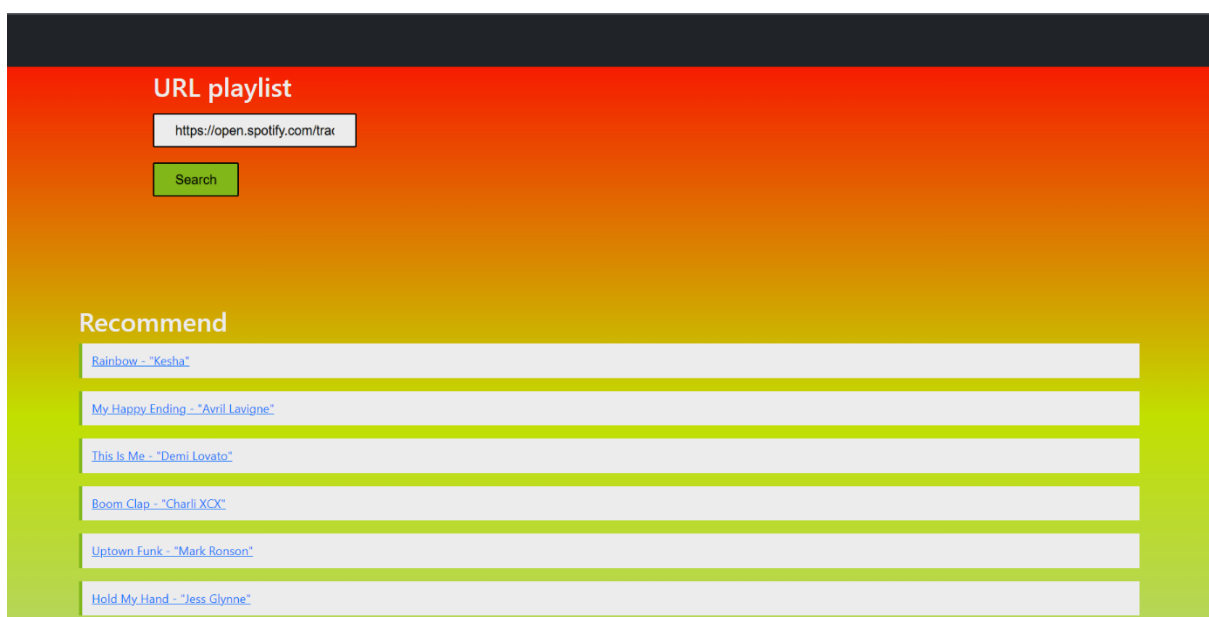 URL playlist
https://open.spotify.com/trac
Search
Recommend
Rainbow - "Kesha"
My Happy Ending - "Avril Lavigne"
This Is Me - "Demi Lovato"
Boom Clap - "Charli XCX"
Uptown Funk - "Mark Ronson"
Hold My Hand - "Jess Glynne"